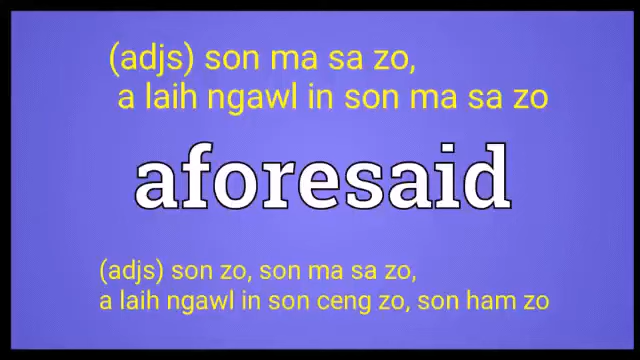 (adjs) son ma sa zo,
a laih ngawl in son ma sa zo
aforesaid
(adjs) son zo, son ma sa zo,
a laih ngawl in son ceng zo, son ham zo